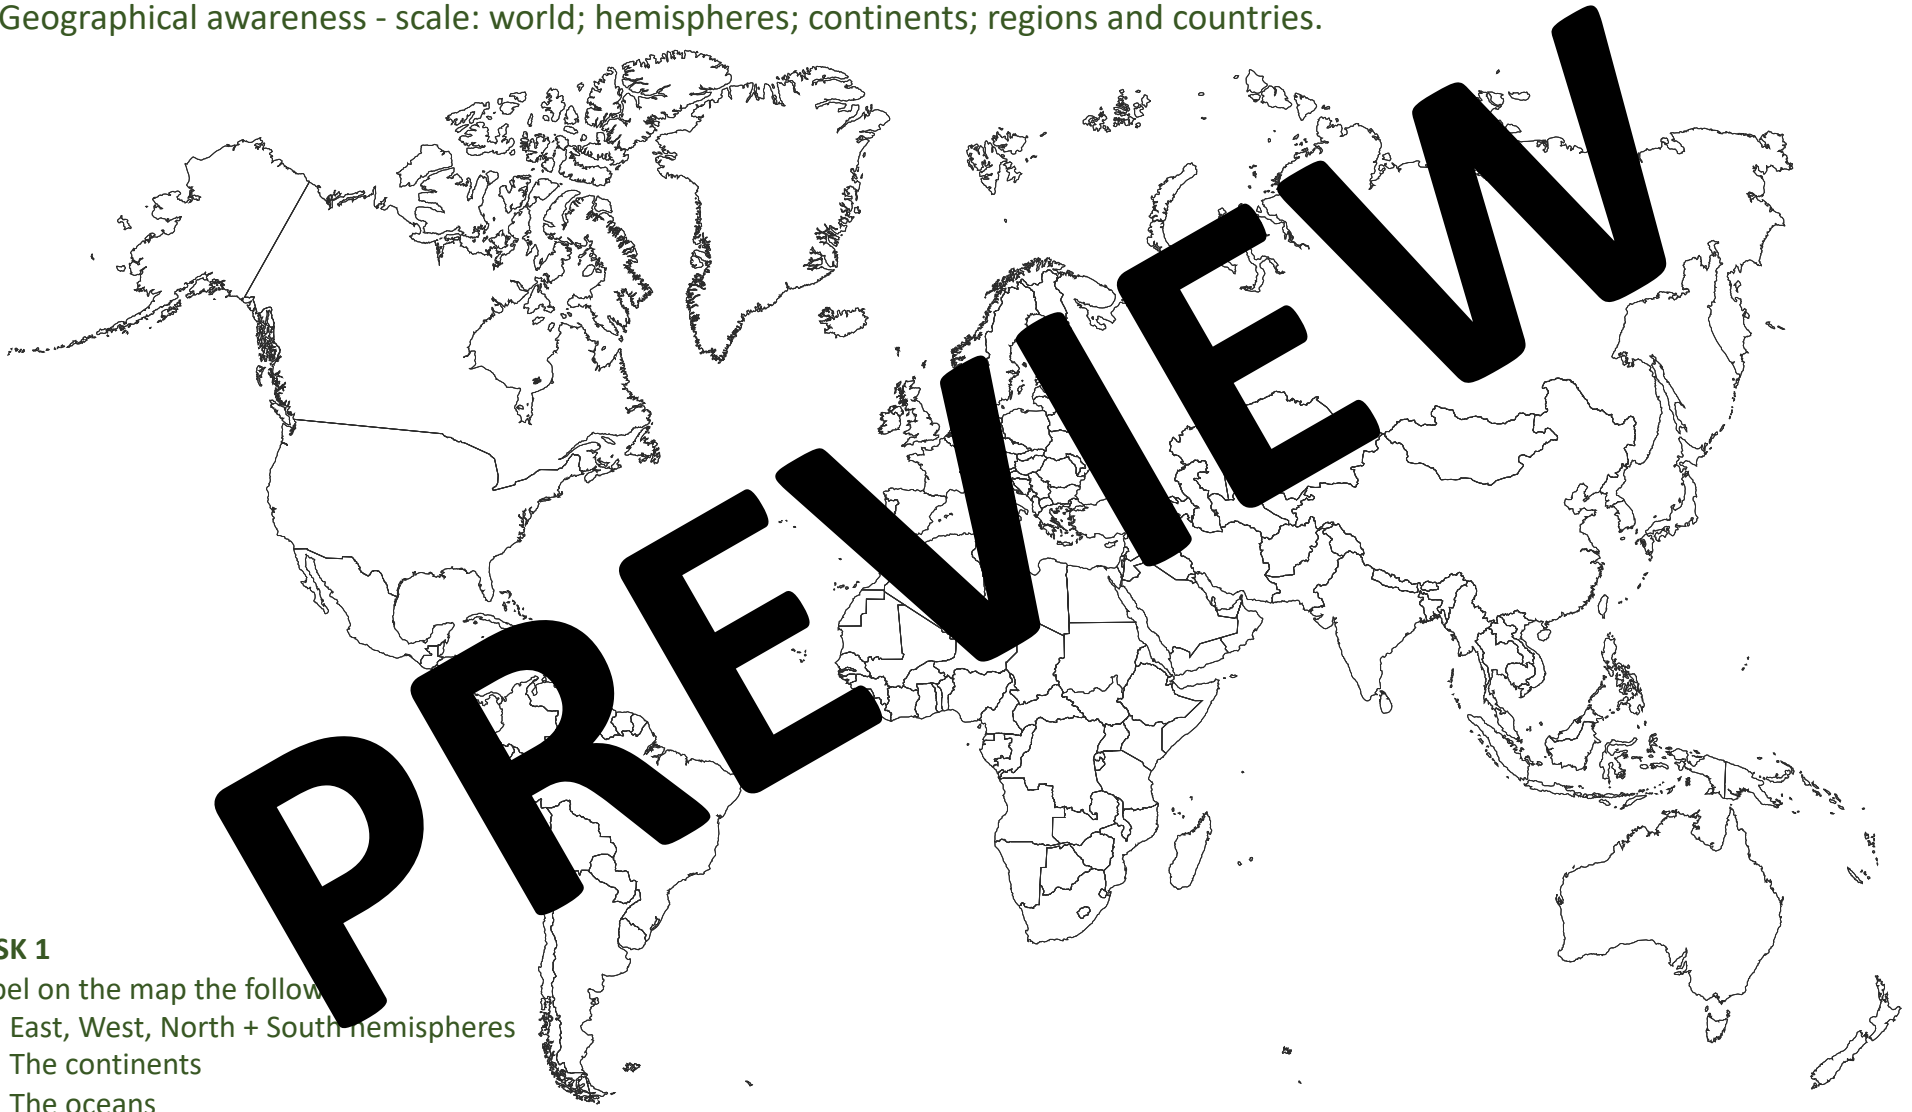 Geographical awareness - scale: world; hemispheres; continents; regions and countries.
PREVIEW
SK 1
bel on the map the follow
East, West, North + South hemispheres
The continents
The oceans